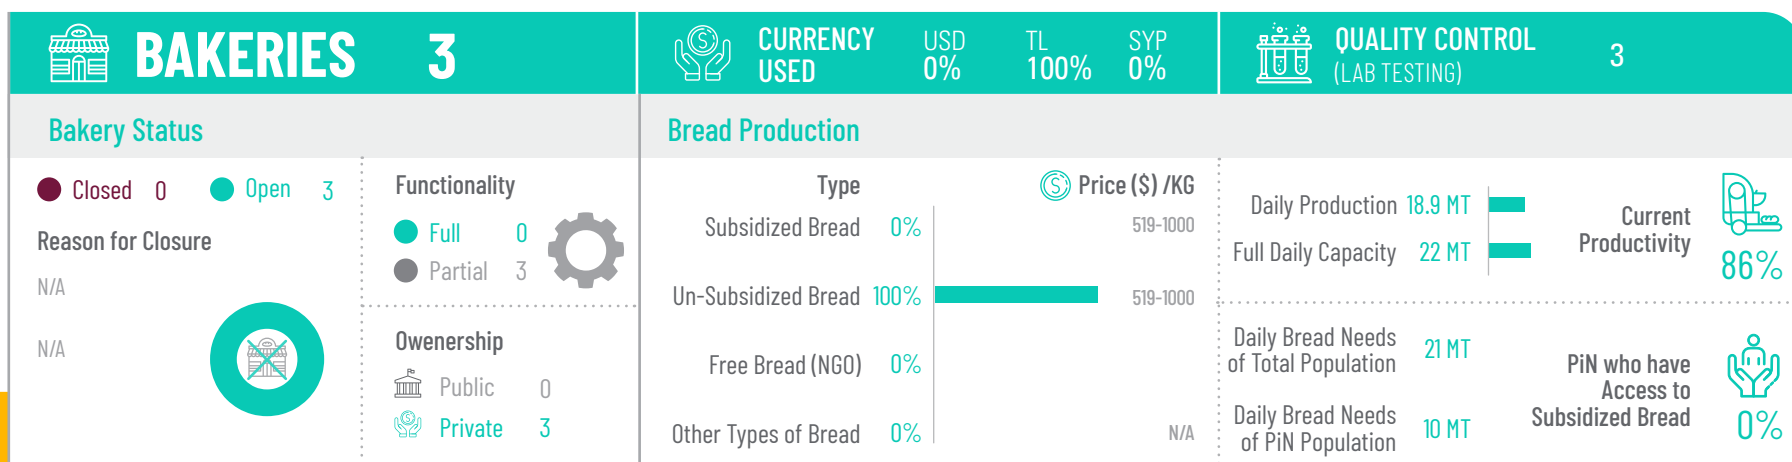 BAKERIES 3
CURRENCY
USED
USD
0%
TL
100%
SYP
0%
QUALITY CONTROL
(LAB TESTING)
3
Bakery Status
Closed 0
Open 3
Reason for Closure
N/A
N/A
Functionality
Full 0
Partial 3
Owenership
Public 0
Private 3
Bread Production
Type
Price ($) /KG
Subsidized Bread 0%
519-1000
Un-Subsidized Bread 100%
519-1000
Free Bread (NGO) 0%
Other Types of Bread 0%
N/A
Daily Production 18.9 MT
Full Daily Capacity 22 MT
Current
Productivity
86%
Daily Bread Needs
of Total Population
21 MT
Daily Bread Needs
of PiN Population
10 MT
PiN who have
Access to
Subsidized Bread
0%